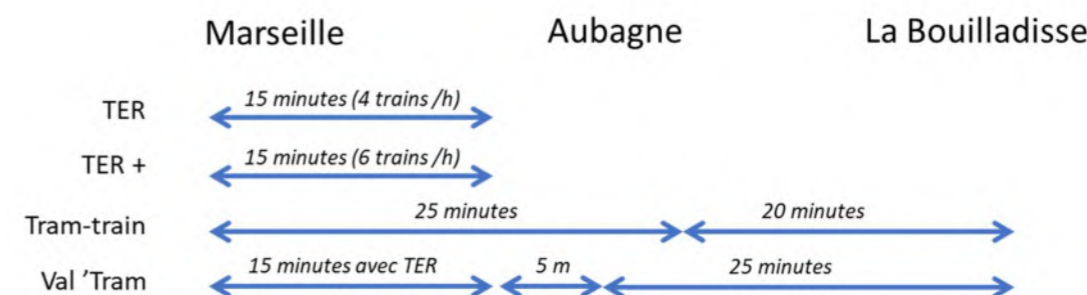 Marseille Aubagne La Bouilladisse
TER 15 minutes (4 trains /h)
TER + 15 minutes (6 trains /h)
Tram-train 25 minutes 20 minutes
Val 'Tram 15 minutes avec TER 5 m 25 minutes